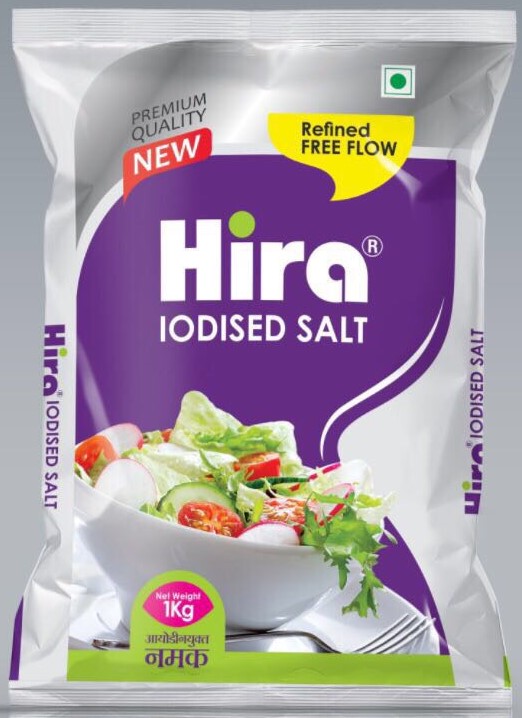 PREMIUM
QUALITY
NEW
Refined
FREE FLOW
Hira®
IODISED SALT
Hira® IODISED SALT
Hira® IODISED SALT
Net Weight
1Kg
आयोडीनयुक्त
नमक